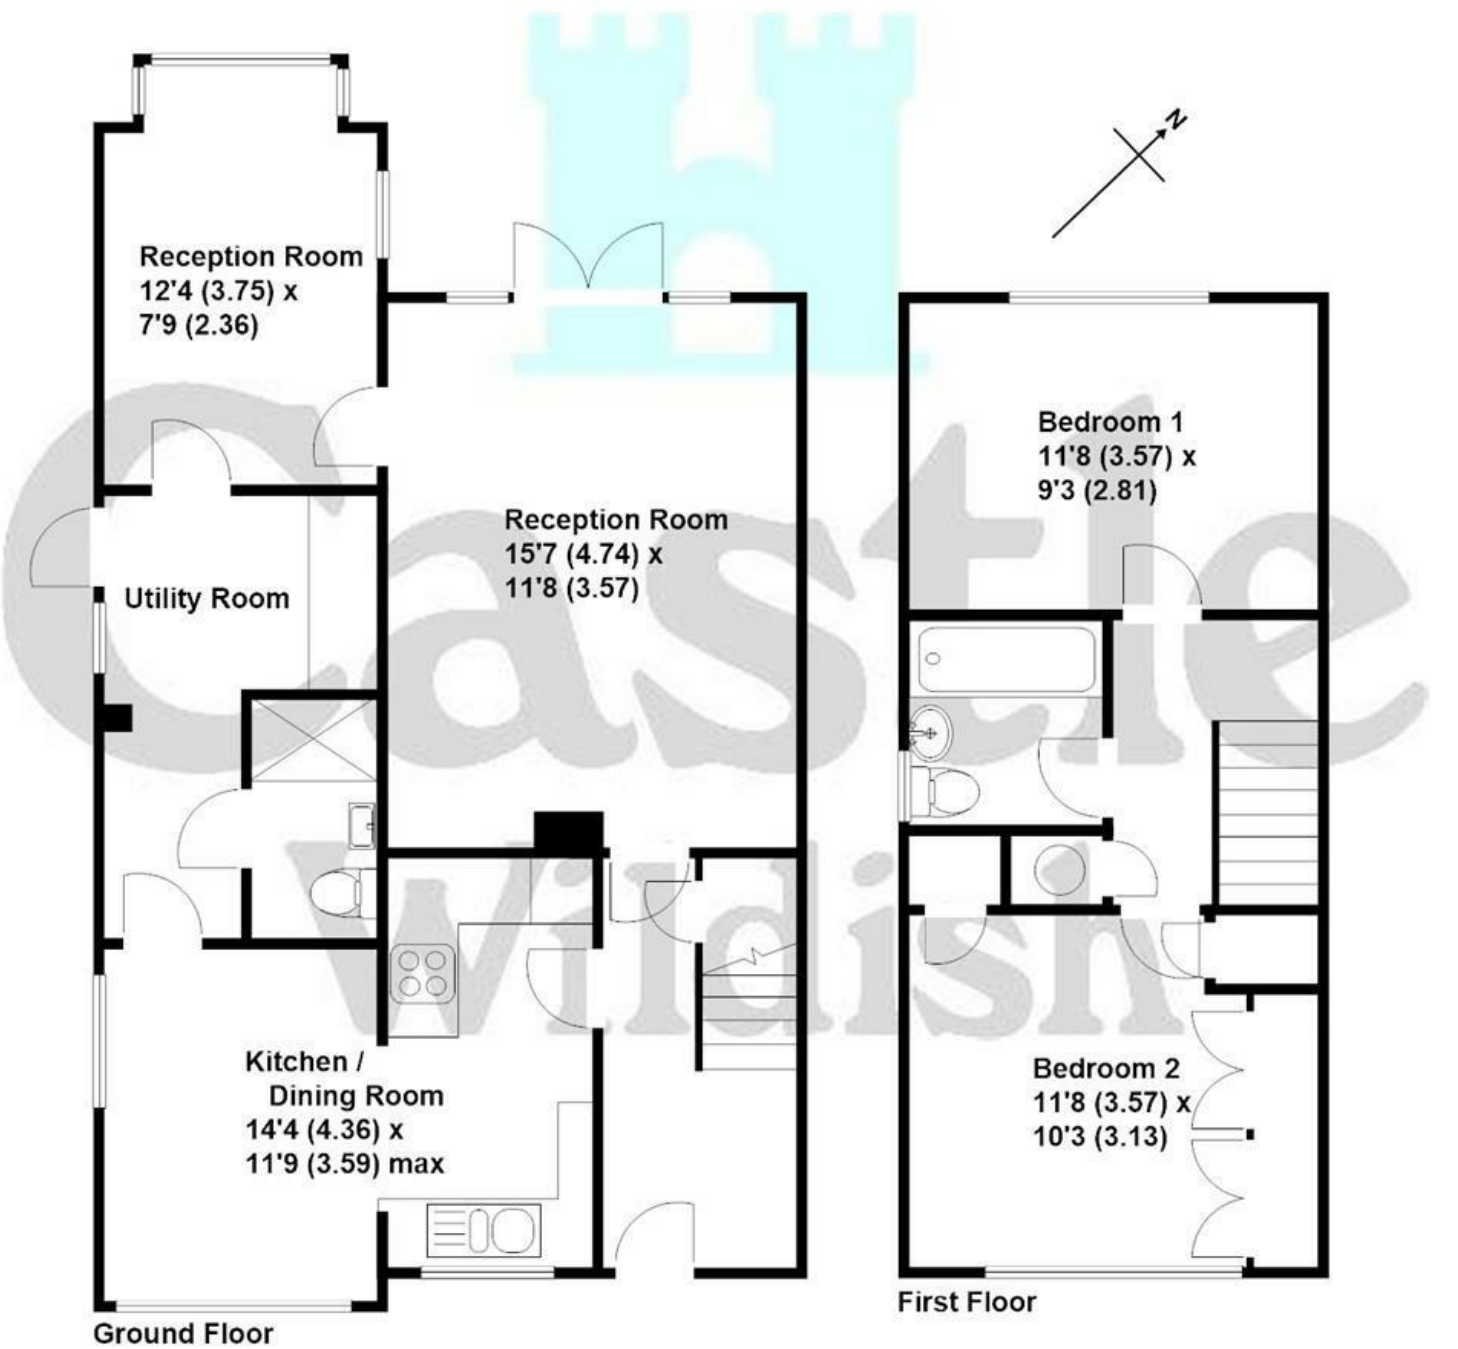 N
Reception Room
12'4 (3.75) x
7'9 (2.36)
Reception Room
15'7 (4.74) x
11'8 (3.57)
Utility Room
Kitchen /
Dining Room
14'4 (4.36) x
11'9 (3.59) max
Ground Floor
Bedroom 1
11'8 (3.57) x
9'3 (2.81)
Bedroom 2
11'8 (3.57) x
10'3 (3.13)
First Floor
Castle
Wildish